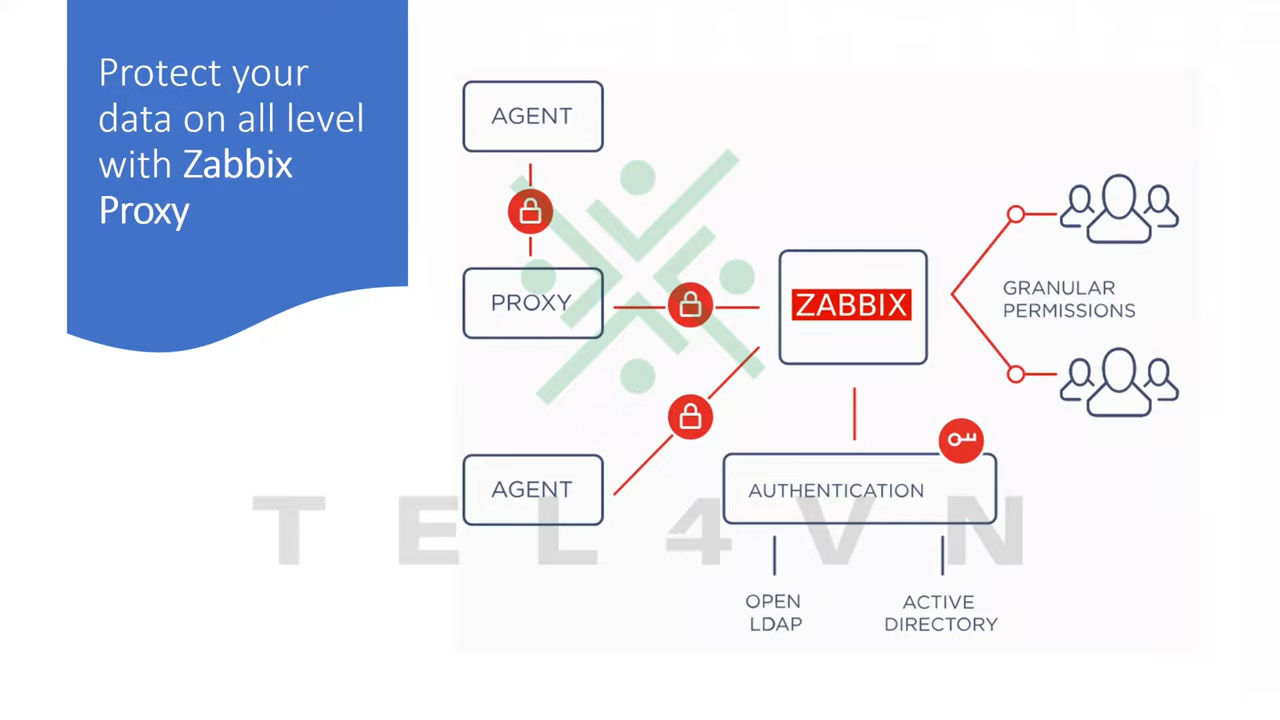 Protect your
data on all level
with Zabbix
Proxy
AGENT
PROXY
ZABBIX
GRANULAR
PERMISSIONS
AGENT
AUTHENTICATION
TEL4VN
OPEN
LDAP
ACTIVE
DIRECTORY